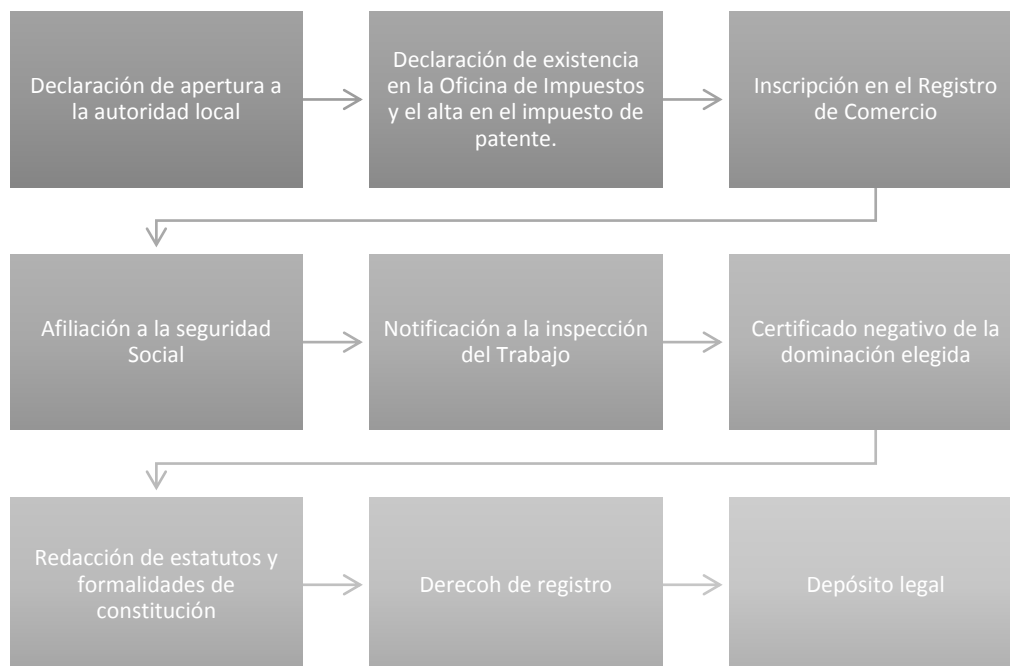 Declaración de apertura a
la autoridad local
Declaración de existencia
en la Oficina de Impuestos
y el alta en el impuesto de
patente.
Inscripción en el Registro
de Comercio
Afiliación a la seguridad
Social
Notificación a la inspección
del Trabajo
Certificado negativo de la
dominación elegida
Redacción de estatutos y
formalidades de
constitución
Derecoh de registro
Depósito legal